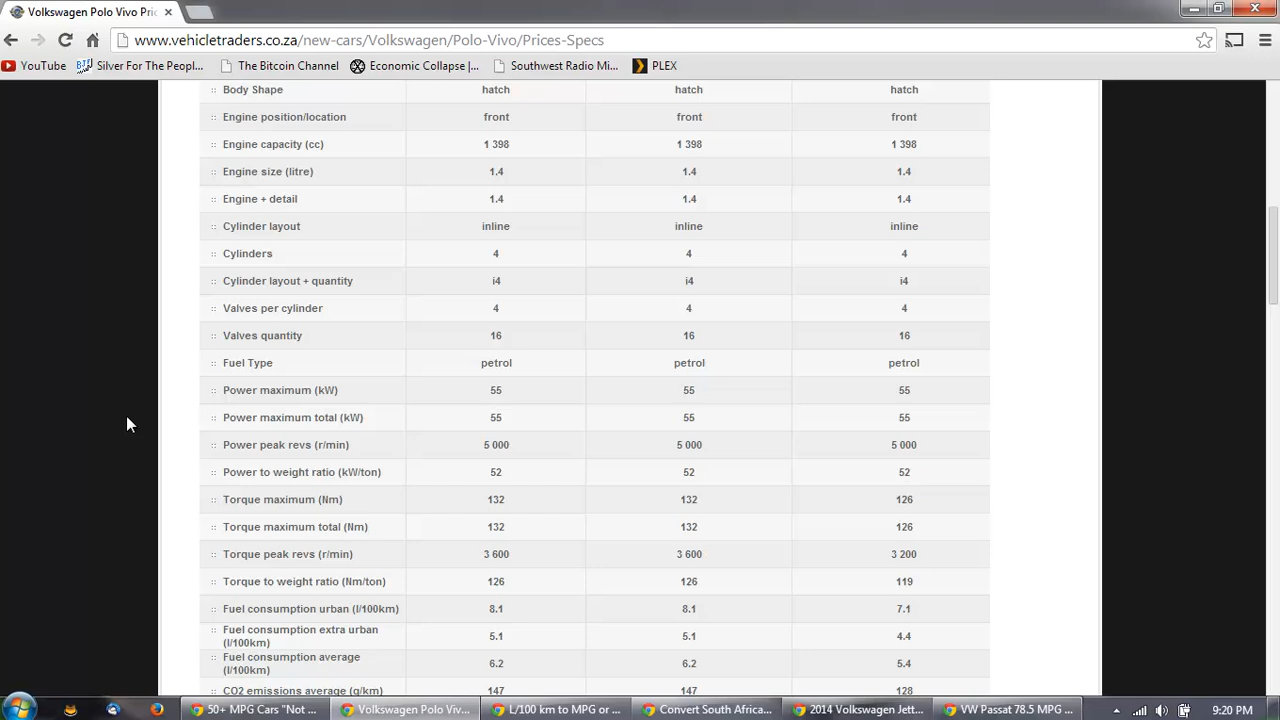 Volkswagen Polo Vivo Pric
www.vehicletraders.co.za/new-cars/Volkswagen/Polo-Vivo/Prices-Specs
YouTube Silver For The Peopl... The Bitcoin Channel Economic Collapse |... Southwest Radio Mi... PLEX
:: Body Shape hatch hatch hatch
:: Engine position/location front front front
:: Engine capacity (cc) 1 398 1 398 1 398
:: Engine size (litre) 1.4 1.4 1.4
:: Engine + detail 1.4 1.4 1.4
:: Cylinder layout inline inline inline
:: Cylinders 4 4 4
:: Cylinder layout + quantity i4 i4 i4
:: Valves per cylinder 4 4 4
:: Valves quantity 16 16 16
:: Fuel Type petrol petrol petrol
:: Power maximum (kW) 55 55 55
:: Power maximum total (kW) 55 55 55
:: Power peak revs (r/min) 5 000 5 000 5 000
:: Power to weight ratio (kW/ton) 52 52 52
:: Torque maximum (Nm) 132 132 126
:: Torque maximum total (Nm) 132 132 126
:: Torque peak revs (r/min) 3 600 3 600 3 200
:: Torque to weight ratio (Nm/ton) 126 126 119
:: Fuel consumption urban (l/100km) 8.1 8.1 7.1
:: Fuel consumption extra urban
(l/100km) 5.1 5.1 4.4
:: Fuel consumption average
(l/100km) 6.2 6.2 5.4
:: CO2 emissions average (g/km) 147 147 128
50+ MPG Cars "Not ... Volkswagen Polo Viv... L/100 km to MPG or ... Convert South Africa... 2014 Volkswagen Jett... VW Passat 78.5 MPG ... 9:20 PM